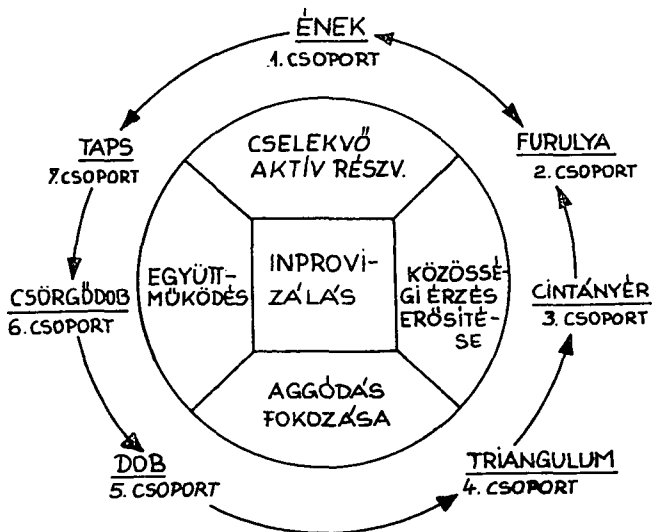 ÉNEK
1. CSOPORT
TAPS
7. CSOPORT
FURULYA
2. CSOPORT
CSELEKVŐ
AKTÍV RÉSZV.
EGYÜTT-
MŰKÖDÉS
INPROVI-
ZÁLÁS
KÖZÖSSÉ-
GI ÉRZÉS
ERŐSÍTÉ-
SE
CSÖRGŐDOB
6. CSOPORT
CINTÁNYÉR
3. CSOPORT
AGGÓDÁS
FOKOZÁSA
DOB
5. CSOPORT
TRIANGULUM
4. CSOPORT